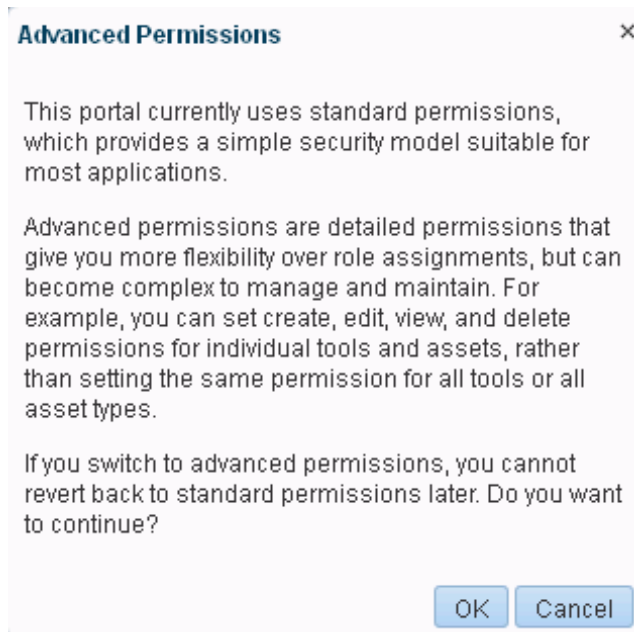 Advanced Permissions
This portal currently uses standard permissions,
which provides a simple security model suitable for
most applications.
Advanced permissions are detailed permissions that
give you more flexibility over role assignments, but can
become complex to manage and maintain. For
example, you can set create, edit, view, and delete
permissions for individual tools and assets, rather
than setting the same permission for all tools or all
asset types.
If you switch to advanced permissions, you cannot
revert back to standard permissions later. Do you want
to continue?
OK Cancel